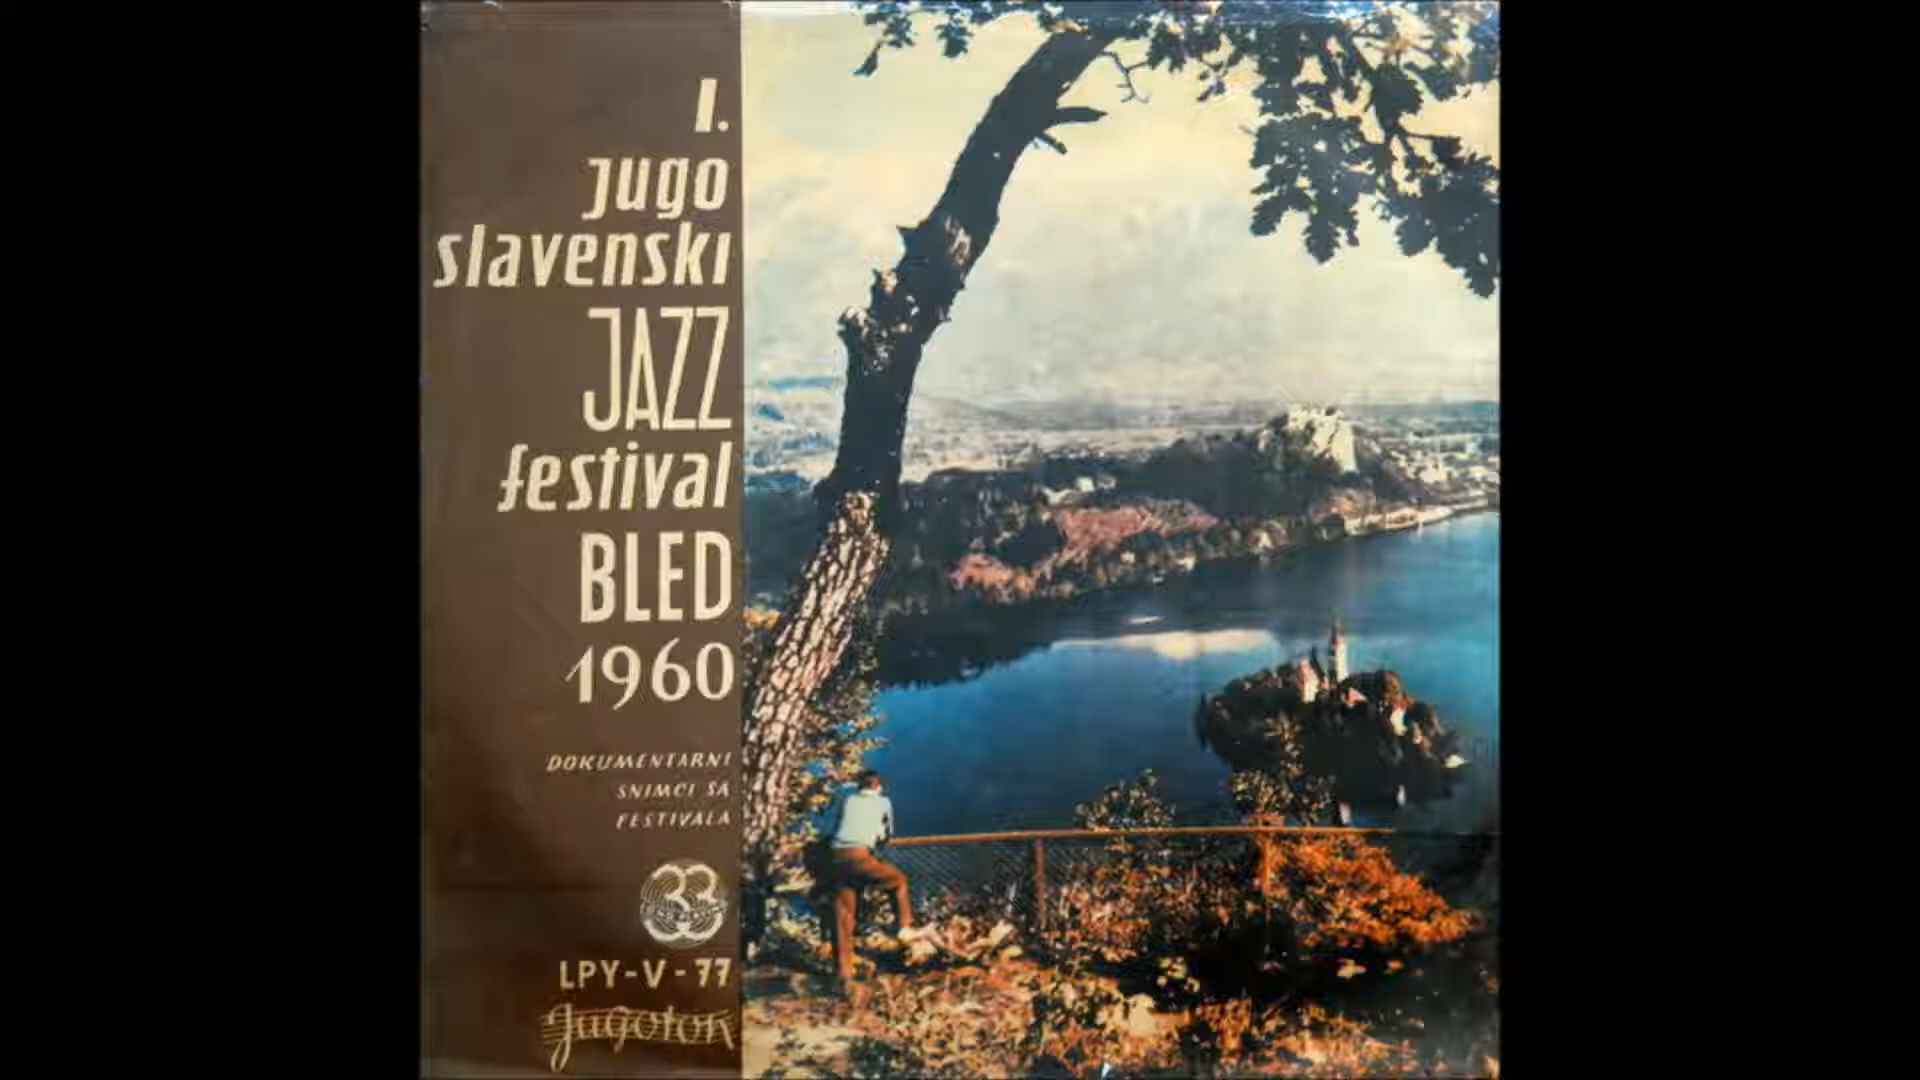 I.
jugo
slavenski
JAZZ
festival
BLED
1960
DOKUMENTARNI
SNIMCI SA
FESTIVALA
33
LPY-V-77
Jugoton